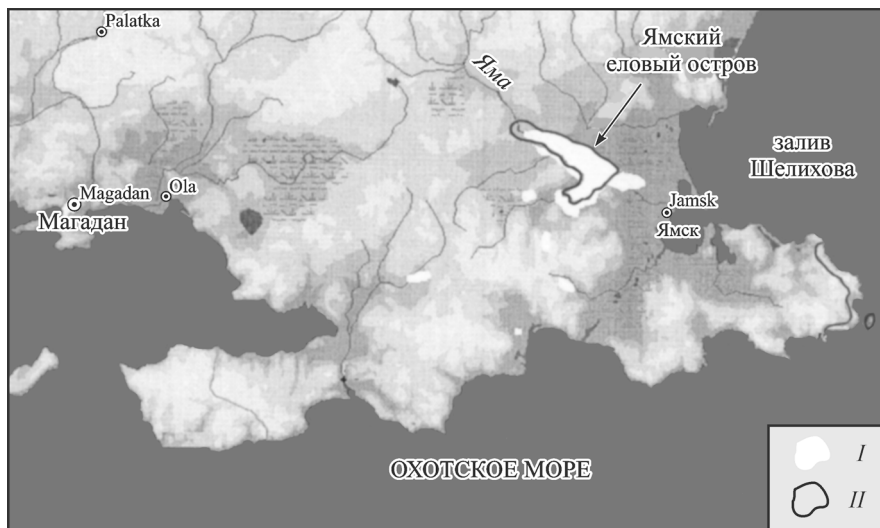 Palatka
Ямский
еловый остров
Яма
залив
Шелихова
Magadan
Ola
Магадан
Jamsk
Ямск
ОХОТСКОЕ МОРЕ
I
II